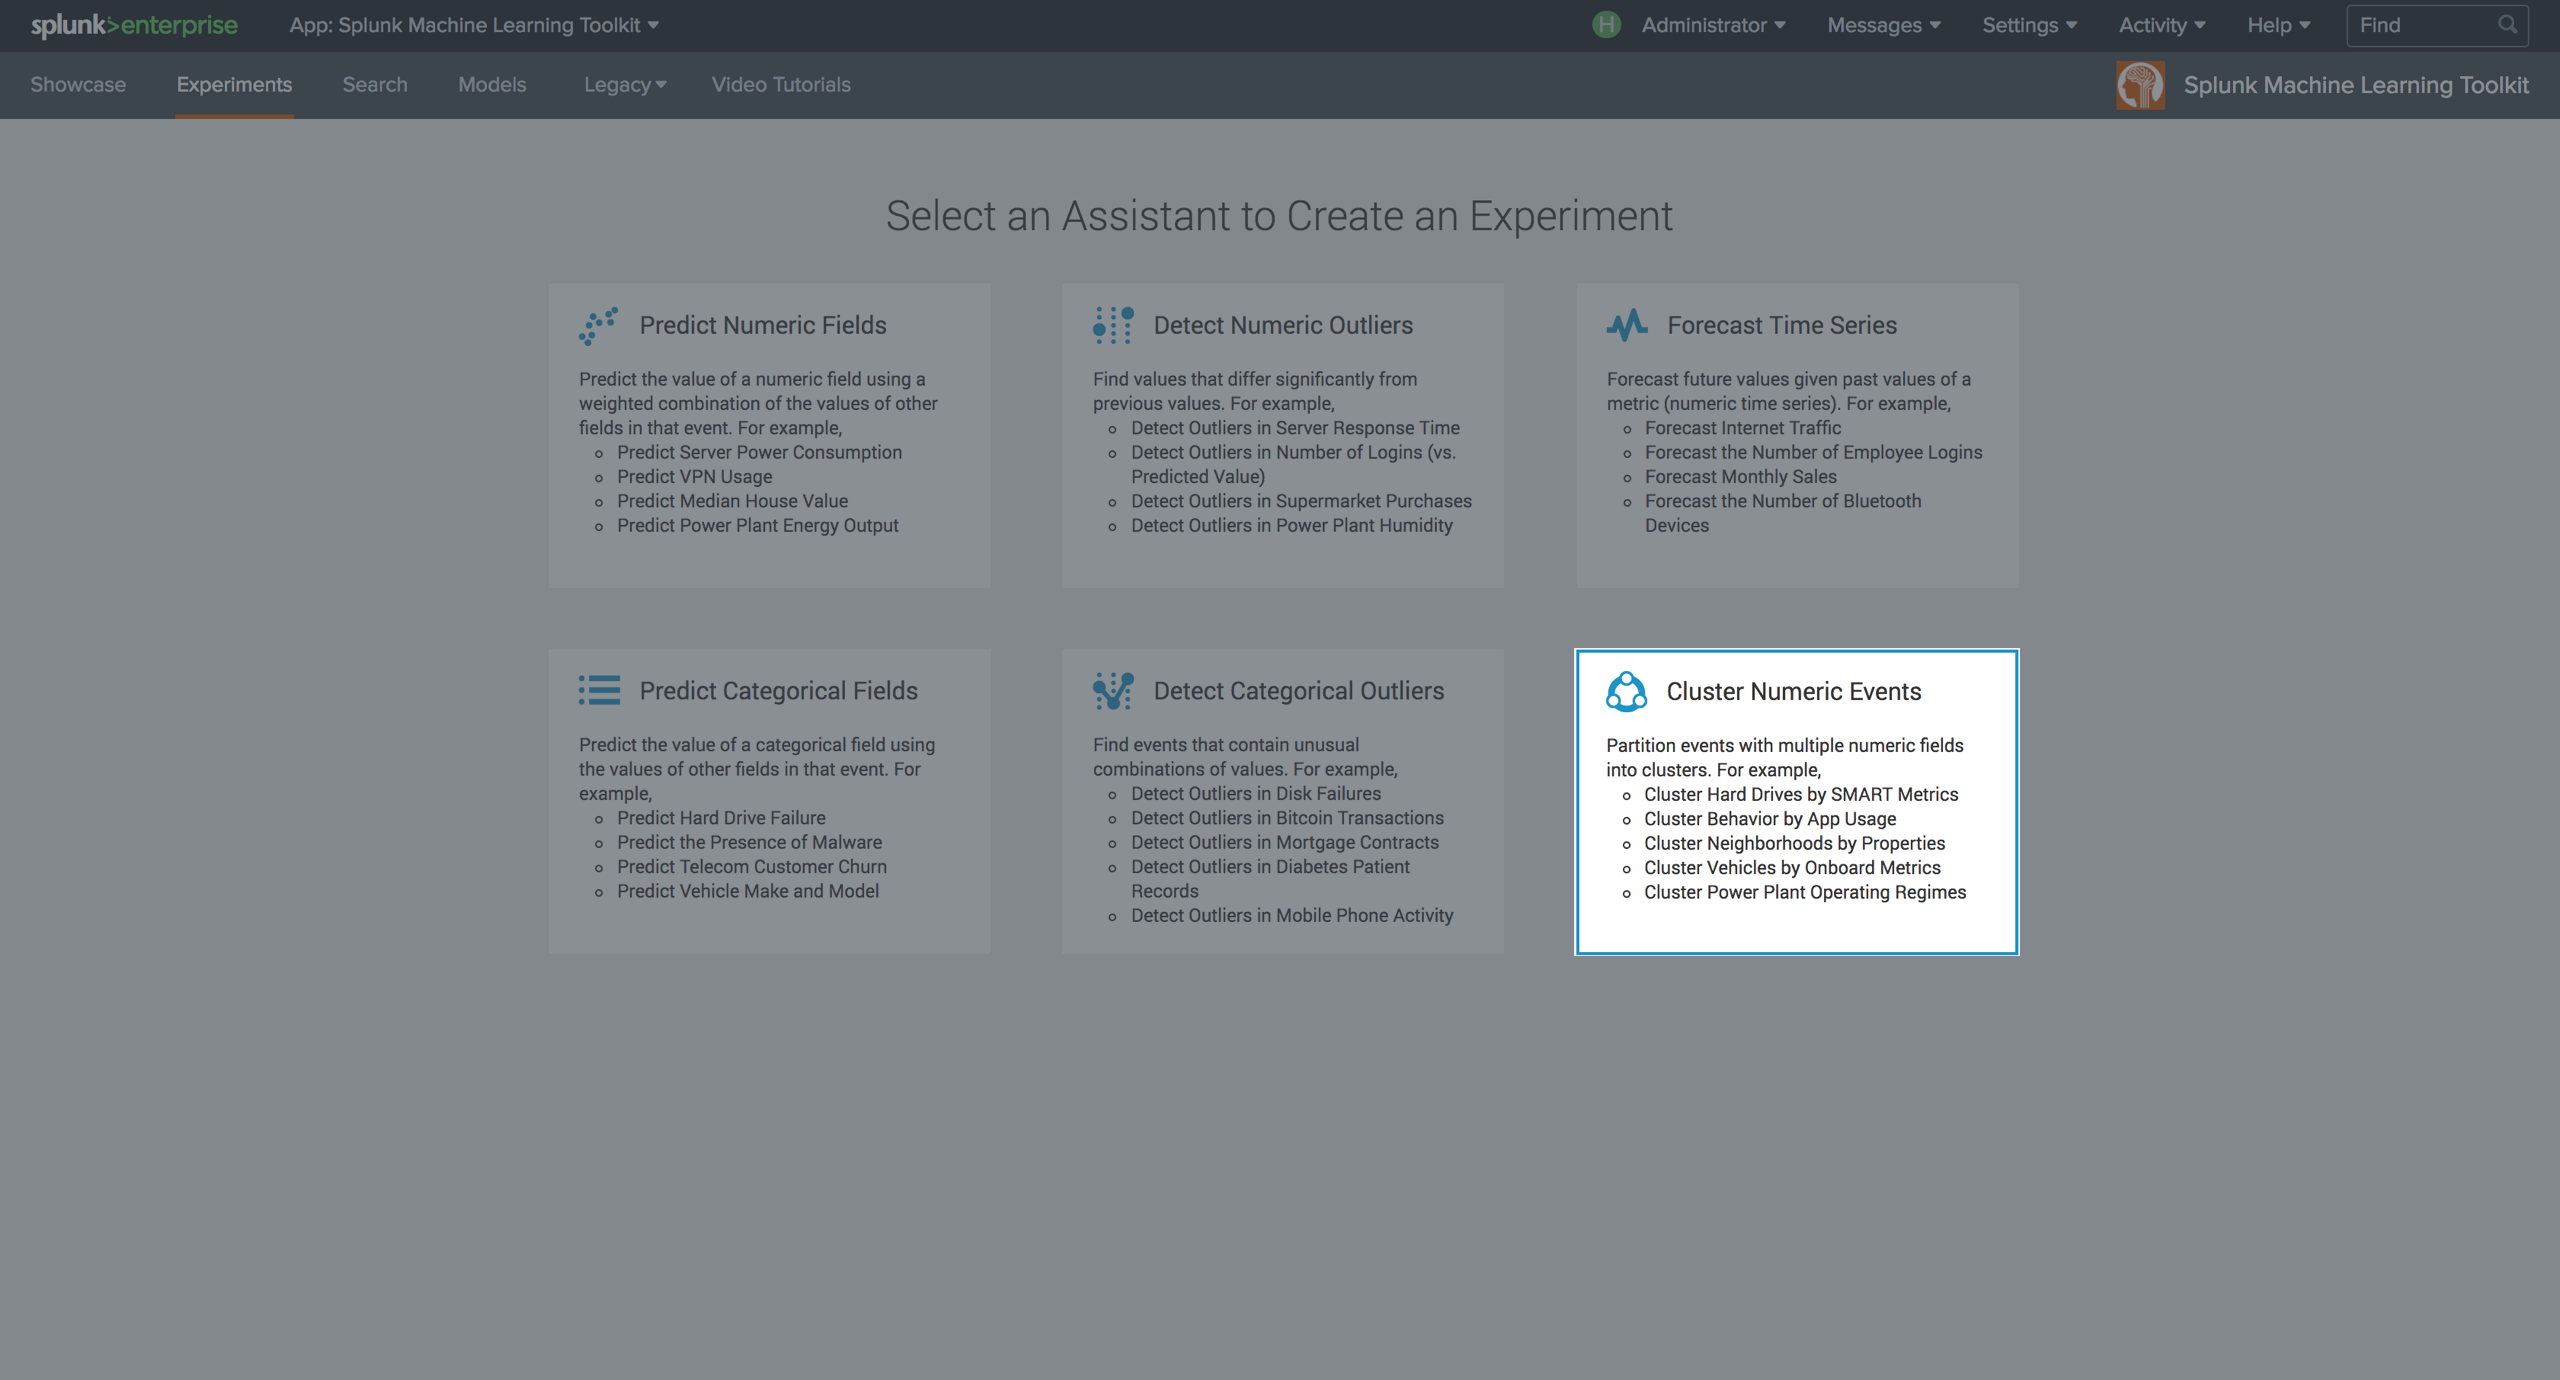 splunk>enterprise App: Splunk Machine Learning Toolkit H Administrator Messages Settings Activity Help Find
Showcase Experiments Search Models Legacy Video Tutorials Splunk Machine Learning Toolkit
Select an Assistant to Create an Experiment
Predict Numeric Fields
Predict the value of a numeric field using a
weighted combination of the values of other
fields in that event. For example,
Predict Server Power Consumption
Predict VPN Usage
Predict Median House Value
Predict Power Plant Energy Output
Detect Numeric Outliers
Find values that differ significantly from
previous values. For example,
Detect Outliers in Server Response Time
Detect Outliers in Number of Logins (vs.
Predicted Value)
Detect Outliers in Supermarket Purchases
Detect Outliers in Power Plant Humidity
Forecast Time Series
Forecast future values given past values of a
metric (numeric time series). For example,
Forecast Internet Traffic
Forecast the Number of Employee Logins
Forecast Monthly Sales
Forecast the Number of Bluetooth
Devices
Predict Categorical Fields
Predict the value of a categorical field using
the values of other fields in that event. For
example,
Predict Hard Drive Failure
Predict the Presence of Malware
Predict Telecom Customer Churn
Predict Vehicle Make and Model
Detect Categorical Outliers
Find events that contain unusual
combinations of values. For example,
Detect Outliers in Disk Failures
Detect Outliers in Bitcoin Transactions
Detect Outliers in Mortgage Contracts
Detect Outliers in Diabetes Patient
Records
Detect Outliers in Mobile Phone Activity
Cluster Numeric Events
Partition events with multiple numeric fields
into clusters. For example,
Cluster Hard Drives by SMART Metrics
Cluster Behavior by App Usage
Cluster Neighborhoods by Properties
Cluster Vehicles by Onboard Metrics
Cluster Power Plant Operating Regimes